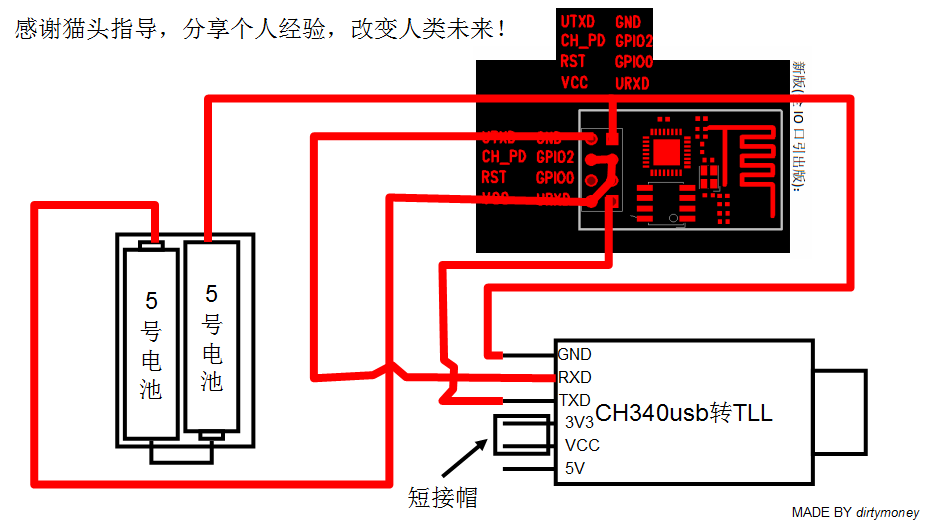 感谢猫头指导，分享个人经验，改变人类未来！
UTXD GND
CH_PD GPIO2
RST GPIO0
VCC URXD
UTXD GND
CH_PD GPIO2
RST GPIO0
VCC URXD
IO口引出版):
5号电池
5号电池
GND
RXD
TXD
3V3
VCC
5V
CH340usb转TLL
短接帽
MADE BY dirtymoney